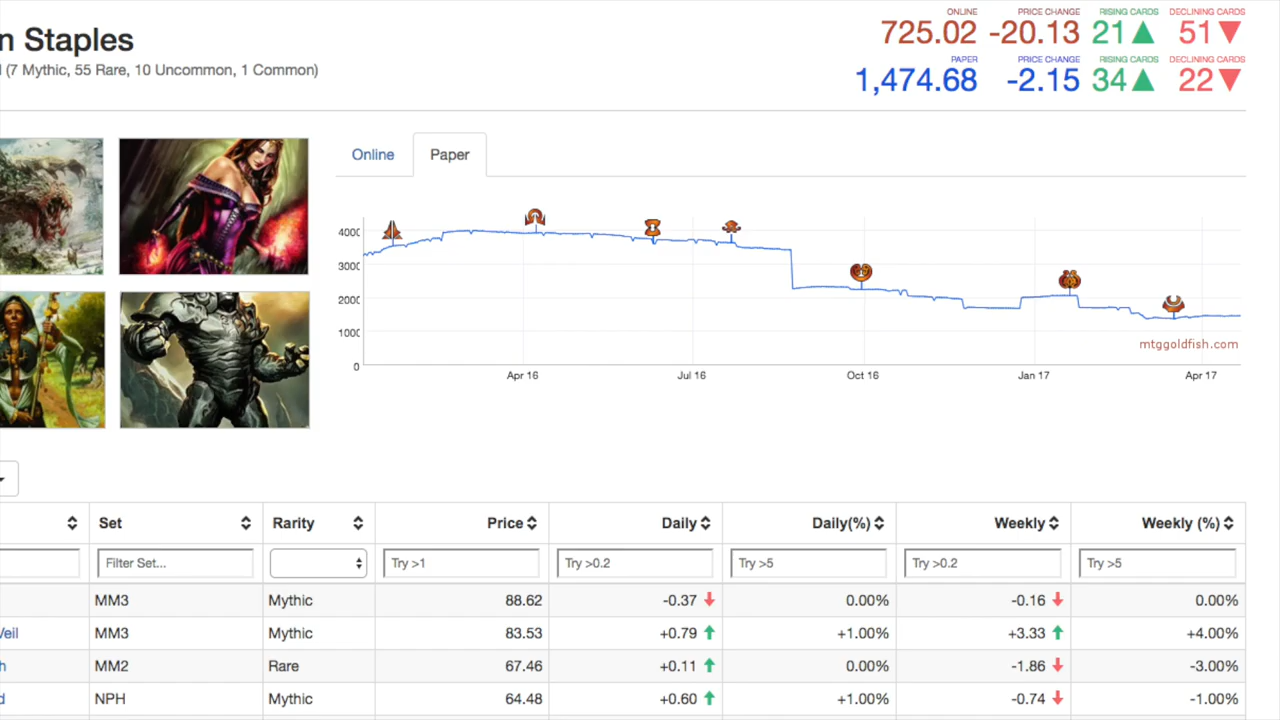 n Staples
(7 Mythic, 55 Rare, 10 Uncommon, 1 Common)
ONLINE PRICE CHANGE RISING CARDS DECLINING CARDS
725.02 -20.13 21 51
PAPER PRICE CHANGE RISING CARDS DECLINING CARDS
1,474.68 -2.15 34 22
Online Paper
4000
3000
2000
1000
0
mtggoldfish.com
Apr 16 Jul 16 Oct 16 Jan 17 Apr 17
Set Rarity Price Daily Daily(%) Weekly Weekly (%)
Filter Set... Try >1 Try >0.2 Try >5 Try >0.2 Try >5
MM3 Mythic 88.62 -0.37 0.00% -0.16 0.00%
Veil MM3 Mythic 83.53 +0.79 +1.00% +3.33 +4.00%
h MM2 Rare 67.46 +0.11 0.00% -1.86 -3.00%
d NPH Mythic 64.48 +0.60 +1.00% -0.74 -1.00%